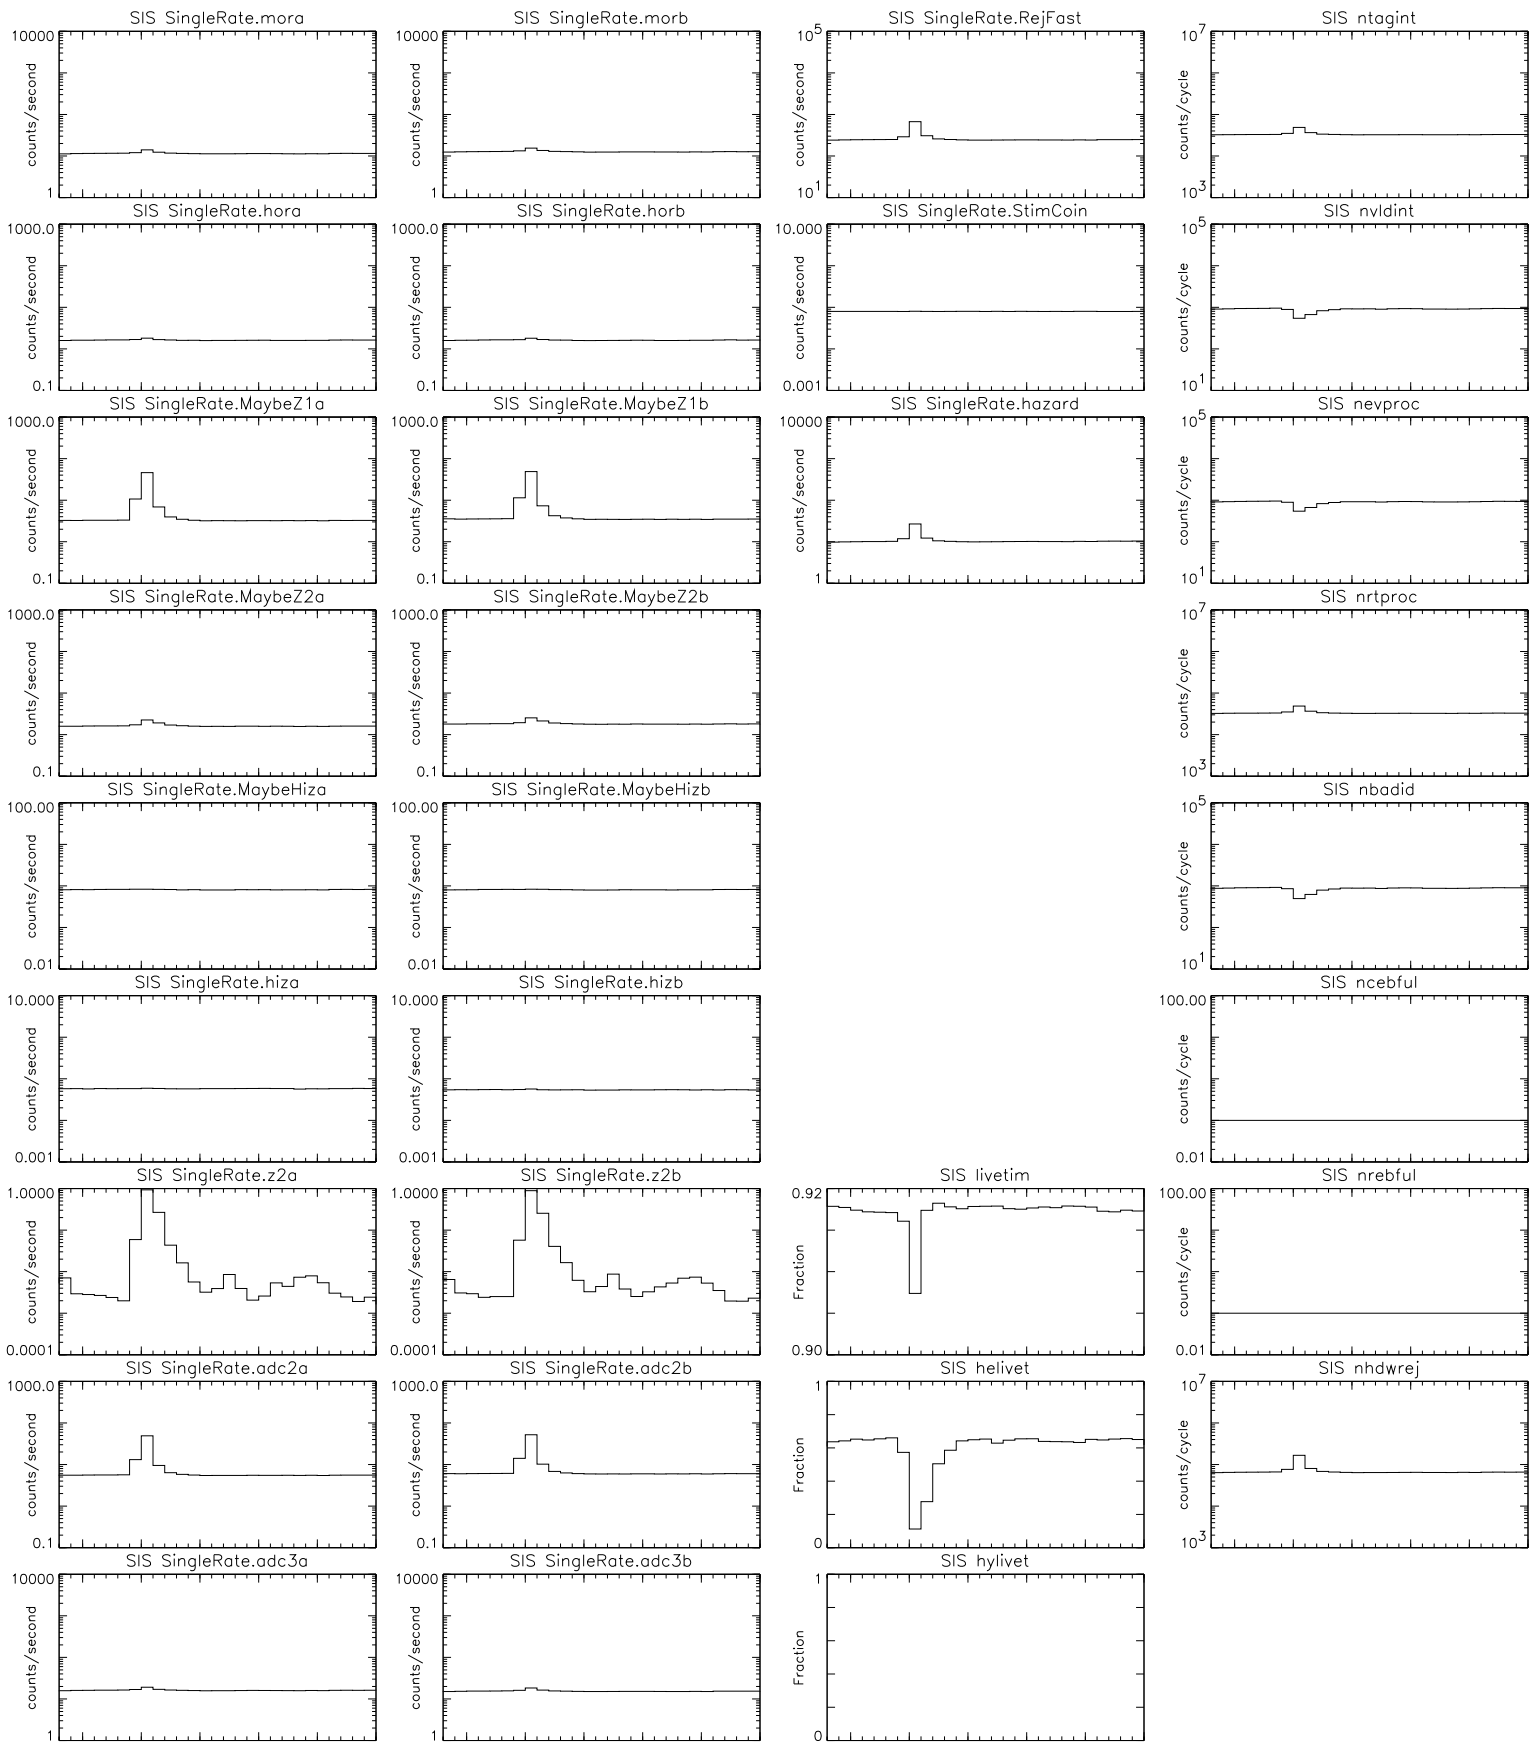 SIS SingleRate.mora
10000
counts/second
1
SIS SingleRate.morb
10000
counts/second
1
SIS SingleRate.RejFast
10^5
counts/second
10^1
SIS ntagint
10^7
counts/cycle
10^3
SIS SingleRate.hora
1000.0
counts/second
0.1
SIS SingleRate.horb
1000.0
counts/second
0.1
SIS SingleRate.StimCoin
10.000
counts/second
0.001
SIS nvldint
10^5
counts/cycle
10^1
SIS SingleRate.MaybeZ1a
1000.0
counts/second
0.1
SIS SingleRate.MaybeZ1b
1000.0
counts/second
0.1
SIS SingleRate.hazard
10000
counts/second
1
SIS nevproc
10^5
counts/cycle
10^1
SIS SingleRate.MaybeZ2a
1000.0
counts/second
0.1
SIS SingleRate.MaybeZ2b
1000.0
counts/second
0.1
SIS nrtproc
10^7
counts/cycle
10^3
SIS SingleRate.MaybeHiza
100.00
counts/second
0.01
SIS SingleRate.MaybeHizb
100.00
counts/second
0.01
SIS nbadid
10^5
counts/cycle
10^1
SIS SingleRate.hiza
10.000
counts/second
0.001
SIS SingleRate.hizb
10.000
counts/second
0.001
SIS ncebful
100.00
counts/cycle
0.01
SIS SingleRate.z2a
1.0000
counts/second
0.0001
SIS SingleRate.z2b
1.0000
counts/second
0.0001
SIS livetim
0.92
Fraction
0.90
SIS nrebful
100.00
counts/cycle
0.01
SIS SingleRate.adc2a
1000.0
counts/second
0.1
SIS SingleRate.adc2b
1000.0
counts/second
0.1
SIS helivet
1
Fraction
0
SIS nhdwrej
10^7
counts/cycle
10^3
SIS SingleRate.adc3a
10000
counts/second
1
SIS SingleRate.adc3b
10000
counts/second
1
SIS hylivet
1
Fraction
0